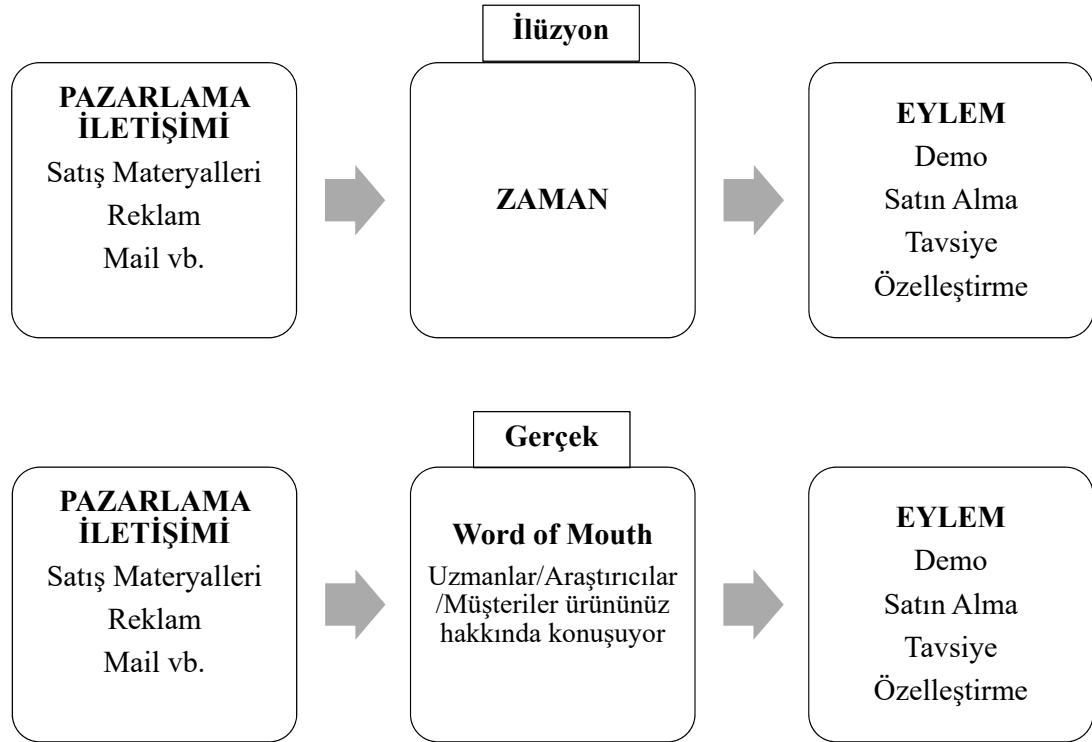 İlüzyon
PAZARLAMA
İLETİŞİMİ
Satış Materyalleri
Reklam
Mail vb.
ZAMAN
EYLEM
Demo
Satın Alma
Tavsiye
Özelleştirme
Gerçek
PAZARLAMA
İLETİŞİMİ
Satış Materyalleri
Reklam
Mail vb.
Word of Mouth
Uzmanlar/Araştırıcılar
/Müşteriler ürününüz
hakkında konuşuyor
EYLEM
Demo
Satın Alma
Tavsiye
Özelleştirme